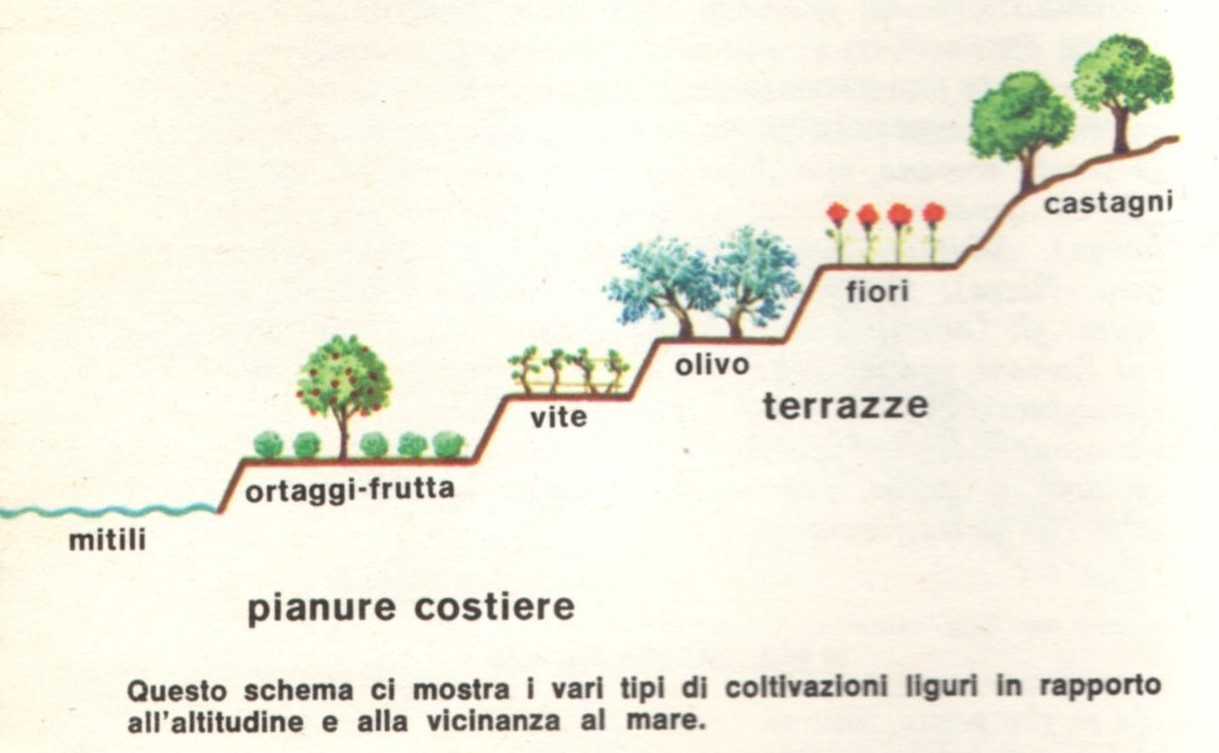 castagni
fiori
olivo
terrazze
vite
ortaggi-frutta
mitili
pianure costiere
Questo schema ci mostra i vari tipi di coltivazioni liguri in rapporto
all'altitudine e alla vicinanza al mare.